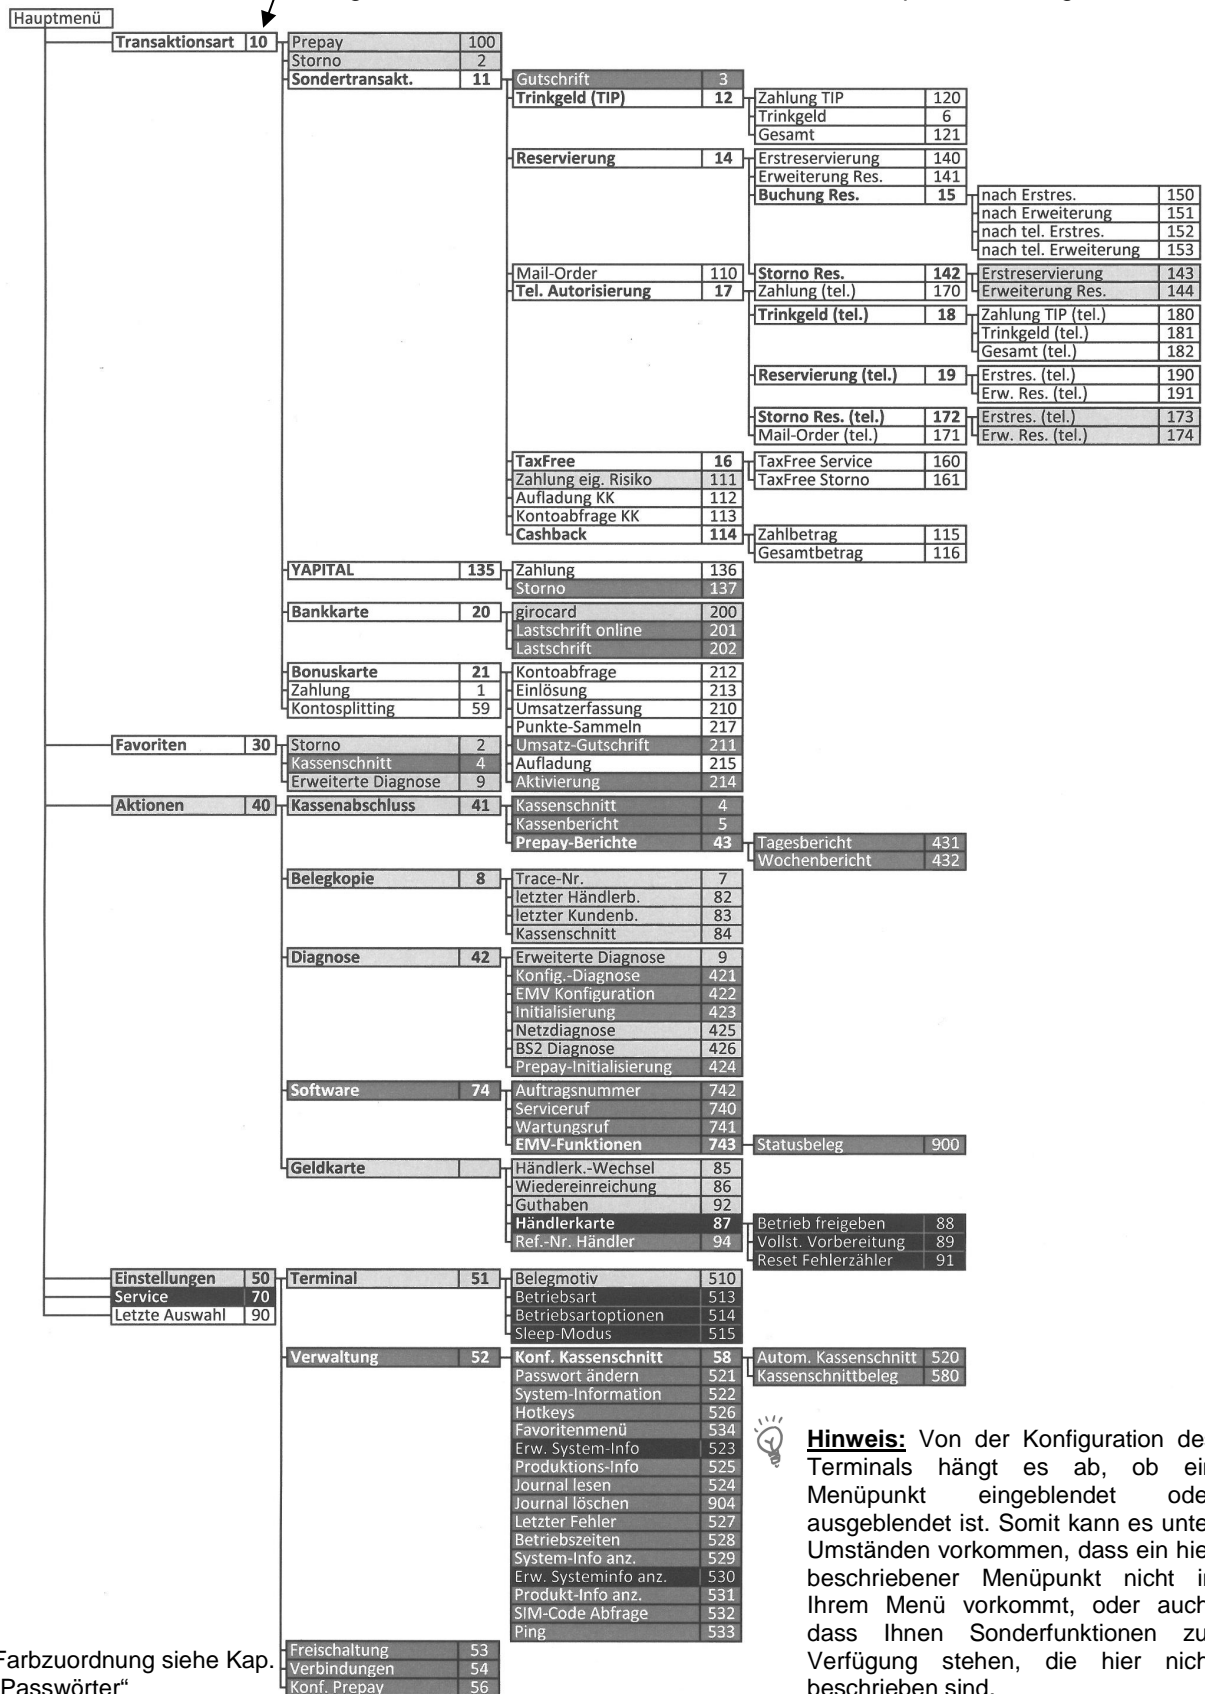 Hauptmenü
Transaktionsart 10
Prepay 100
Storno 2
Sondertransakt. 11
Gutschrift 3
Trinkgeld (TIP) 12
Zahlung TIP 120
Trinkgeld 6
Gesamt 121
Reservierung 14
Erstreservierung 140
Erweiterung Res. 141
Buchung Res. 15
nach Erstres. 150
nach Erweiterung 151
nach tel. Erstres. 152
nach tel. Erweiterung 153
Storno Res. 142
Erstreservierung 143
Erweiterung Res. 144
Mail-Order 110
Tel. Autorisierung 17
Zahlung (tel.) 170
Trinkgeld (tel.) 18
Zahlung TIP (tel.) 180
Trinkgeld (tel.) 181
Gesamt (tel.) 182
Reservierung (tel.) 19
Erstres. (tel.) 190
Erw. Res. (tel.) 191
Storno Res. (tel.) 172
Erstres. (tel.) 173
Erw. Res. (tel.) 174
Mail-Order (tel.) 171
TaxFree 16
TaxFree Service 160
TaxFree Storno 161
Zahlung eig. Risiko 111
Aufladung KK 112
Kontoabfrage KK 113
Cashback 114
Zahlbetrag 115
Gesamtbetrag 116
YAPITAL 135
Zahlung 136
Storno 137
Bankkarte 20
girocard 200
Lastschrift online 201
Lastschrift 202
Bonuskarte 21
Kontoabfrage 212
Einlösung 213
Umsatzerfassung 210
Punkte-Sammeln 217
Umsatz-Gutschrift 211
Aufladung 215
Aktivierung 214
Zahlung 1
Kontosplitting 59
Favoriten 30
Storno 2
Kassenschnitt 4
Erweiterte Diagnose 9
Aktionen 40
Kassenabschluss 41
Kassenschnitt 4
Kassenbericht 5
Prepay-Berichte 43
Tagesbericht 431
Wochenbericht 432
Belegkopie 8
Trace-Nr. 7
letzter Händlerb. 82
letzter Kundenb. 83
Kassenschnitt 84
Diagnose 42
Erweiterte Diagnose 9
Konfig.-Diagnose 421
EMV Konfiguration 422
Initialisierung 423
Netzdiagnose 425
BS2 Diagnose 426
Prepay-Initialisierung 424
Software 74
Auftragsnummer 742
Serviceruf 740
Wartungsruf 741
EMV-Funktionen 743
Statusbeleg 900
Geldkarte
Händlerk.-Wechsel 85
Wiedereinreichung 86
Guthaben 92
Händlerkarte 87
Betrieb freigeben 88
Vollst. Vorbereitung 89
Reset Fehlerzähler 91
Ref.-Nr. Händler 94
Einstellungen 50
Service 70
Letzte Auswahl 90
Terminal 51
Belegmotiv 510
Betriebsart 513
Betriebsartoptionen 514
Sleep-Modus 515
Verwaltung 52
Konf. Kassenschnitt 58
Autom. Kassenschnitt 520
Kassenschnittbeleg 580
Passwort ändern 521
System-Information 522
Hotkeys 526
Favoritenmenü 534
Erw. System-Info 523
Produktions-Info 525
Journal lesen 524
Journal löschen 904
Letzter Fehler 527
Betriebszeiten 528
System-Info anz. 529
Erw. Systeminfo anz. 530
Produkt-Info anz. 531
SIM-Code Abfrage 532
Ping 533
Freischaltung 53
Verbindungen 54
Konf. Prepay 56
Hinweis: Von der Konfiguration des
Terminals hängt es ab, ob ein
Menüpunkt eingeblendet ode
ausgeblendet ist. Somit kann es unte
Umständen vorkommen, dass ein hie
beschriebener Menüpunkt nicht i
Ihrem Menü vorkommt, oder auch
dass Ihnen Sonderfunktionen zu
Verfügung stehen, die hier nich
beschrieben sind.
Farbzuordnung siehe Kap.
Passwörter“